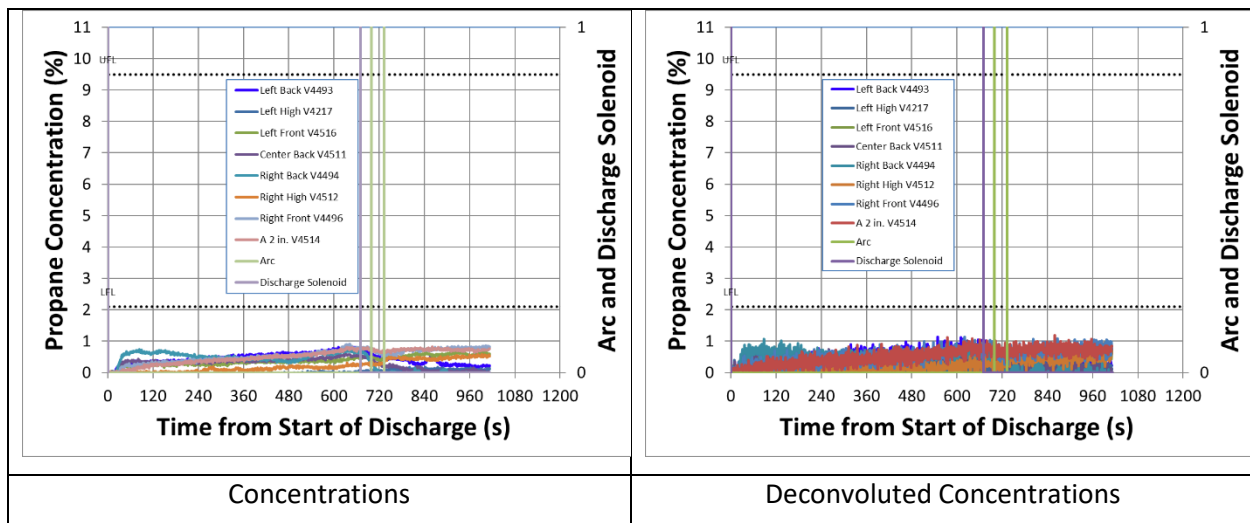 Propane Concentration (%)
11
10
9
8
7
6
5
4
3
2
1
0
UFL
LFL
Left Back V4493
Left High V4217
Left Front V4516
Center Back V4511
Right Back V4494
Right High V4512
Right Front V4496
A 2 in. V4514
Arc
Discharge Solenoid
1
0
Arc and Discharge Solenoid
0 120 240 360 480 600 720 840 960 1080 1200
Time from Start of Discharge (s)
Concentrations
Propane Concentration (%)
11
10
9
8
7
6
5
4
3
2
1
0
UFL
LFL
Left Back V4493
Left High V4217
Left Front V4516
Center Back V4511
Right Back V4494
Right High V4512
Right Front V4496
A 2 in. V4514
Arc
Discharge Solenoid
1
0
Arc and Discharge Solenoid
0 120 240 360 480 600 720 840 960 1080 1200
Time from Start of Discharge (s)
Deconvoluted Concentrations